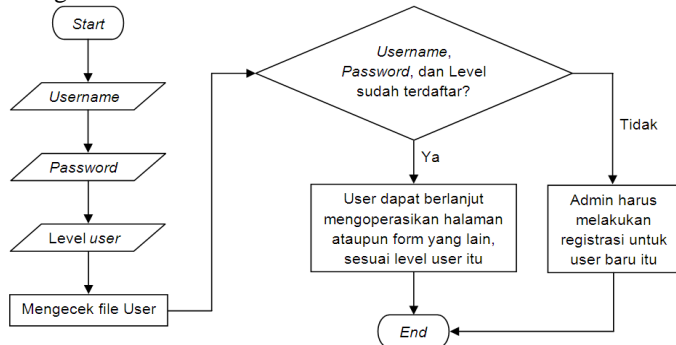 Start
Username
Password
Level user
Mengecek file User
Username,
Password, dan Level
sudah terdaftar?
Ya
Tidak
User dapat berlanjut
mengoperasikan halaman
ataupun form yang lain,
sesuai level user itu
Admin harus
melakukan
registrasi untuk
user baru itu
End